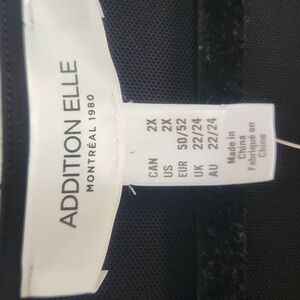 ADDITION ELLE
MONTRÉAL 1980
CAN 2X
US 2X
EUR 50/52
UK 22/24
AU 22/24
Made in
China
Fabriqué en
Chine